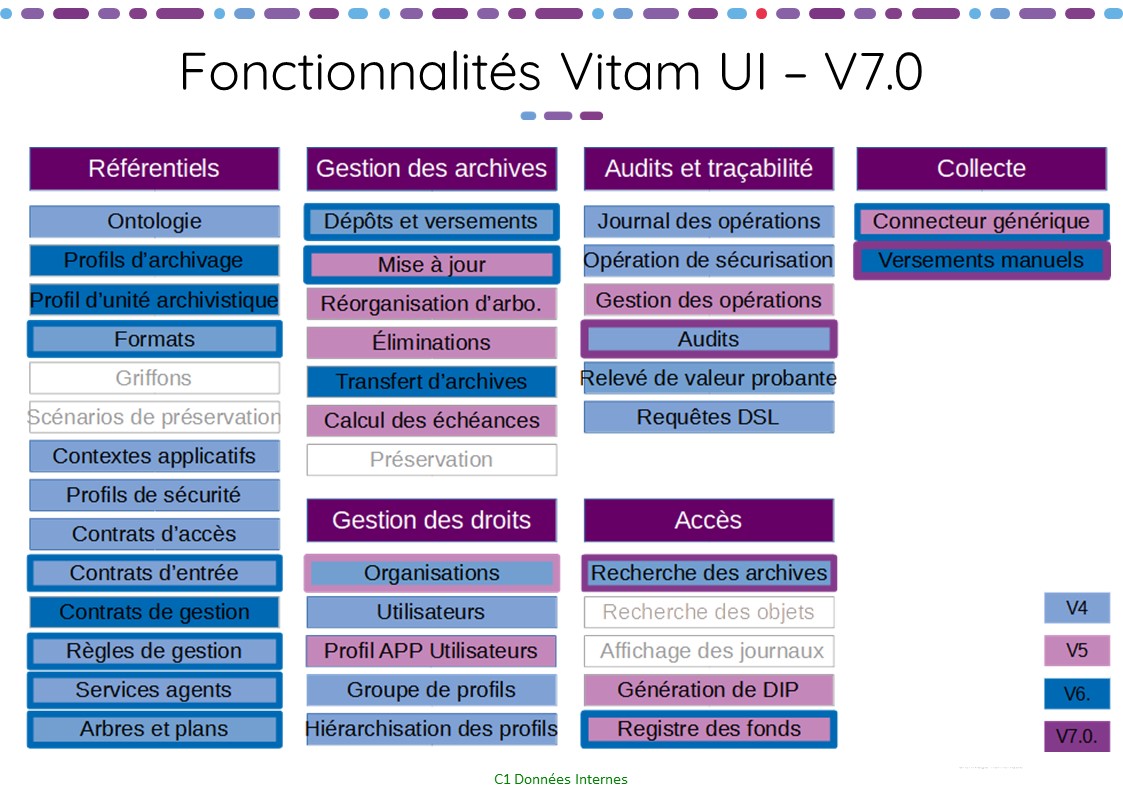 Fonctionnalités Vitam UI – V7.0
Référentiels
Ontologie
Profils d’archivage
Profil d’unité archivistique
Formats
Griffons
Scénarios de préservation
Contextes applicatifs
Profils de sécurité
Contrats d’accès
Contrats d’entrée
Contrats de gestion
Règles de gestion
Services agents
Arbres et plans
Gestion des archives
Dépôts et versements
Mise à jour
Réorganisation d’arbo.
Éliminations
Transfert d’archives
Calcul des échéances
Préservation
Gestion des droits
Organisations
Utilisateurs
Profil APP Utilisateurs
Groupe de profils
Hiérarchisation des profils
Audits et traçabilité
Journal des opérations
Opération de sécurisation
Gestion des opérations
Audits
Relevé de valeur probante
Requêtes DSL
Accès
Recherche des archives
Recherche des objets
Affichage des journaux
Génération de DIP
Registre des fonds
Collecte
Connecteur générique
Versements manuels
V4
V5
V6.
V7.0.
C1 Données Internes